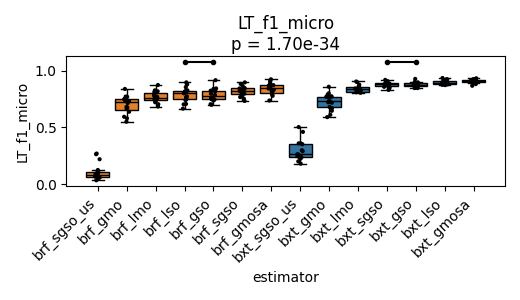 LT_f1_micro
p = 1.70e-34
LT_f1_micro
1.0
0.5
0.0
brf_sgso_us
brf_gmo
brf_lmo
brf_lso
brf_gso
brf_sgso
brf_gmosa
bxt_sgso_us
bxt_gmo
bxt_lmo
bxt_sgso
bxt_gso
bxt_lso
bxt_gmosa
estimator